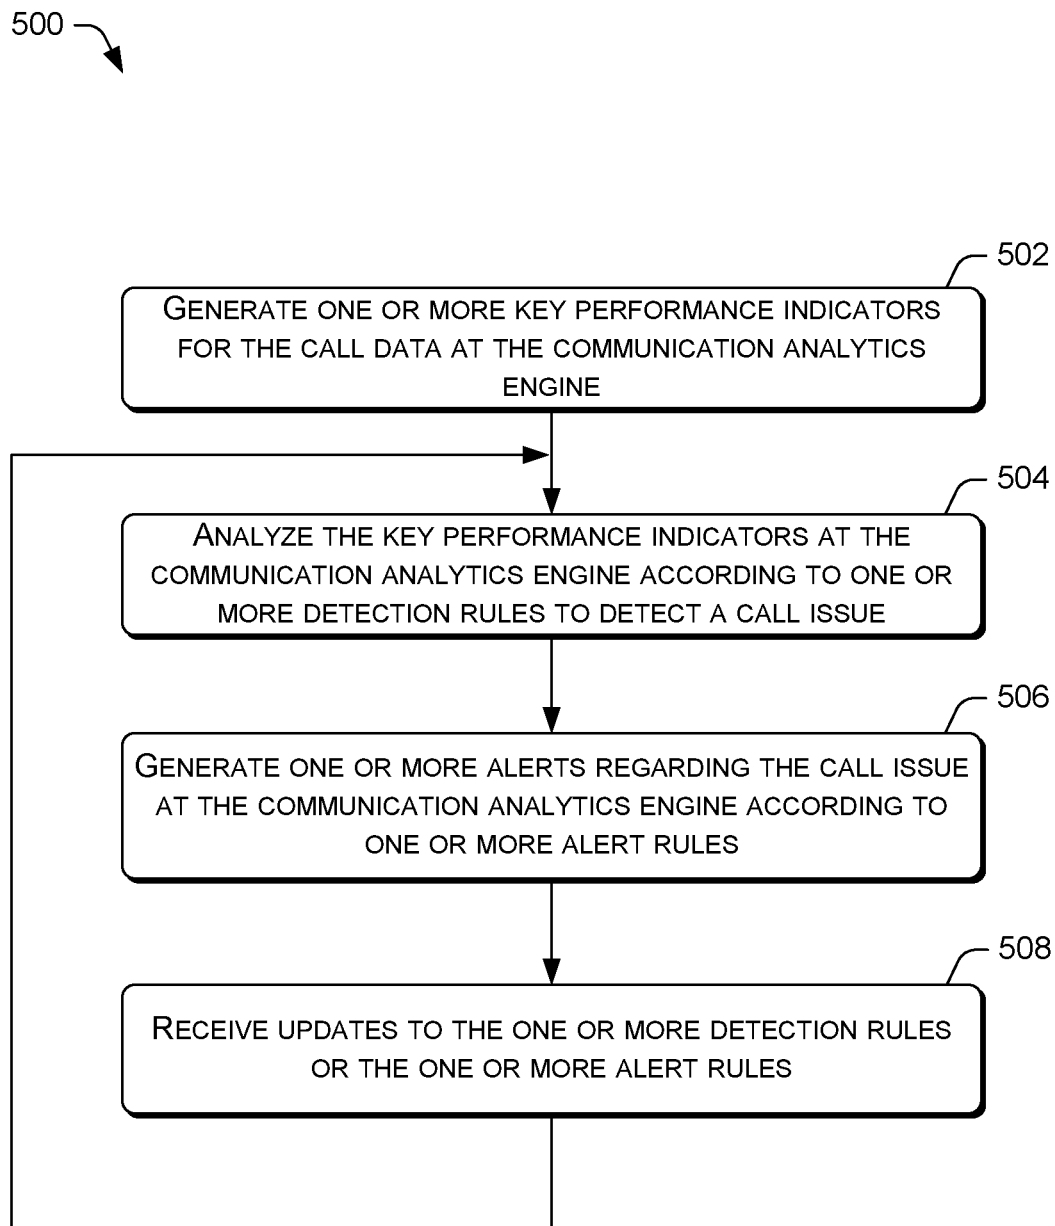 500
502
GENERATE ONE OR MORE KEY PERFORMANCE INDICATORS
FOR THE CALL DATA AT THE COMMUNICATION ANALYTICS
ENGINE
504
ANALYZE THE KEY PERFORMANCE INDICATORS AT THE
COMMUNICATION ANALYTICS ENGINE ACCORDING TO ONE OR
MORE DETECTION RULES TO DETECT A CALL ISSUE
506
GENERATE ONE OR MORE ALERTS REGARDING THE CALL ISSUE
AT THE COMMUNICATION ANALYTICS ENGINE ACCORDING TO
ONE OR MORE ALERT RULES
508
RECEIVE UPDATES TO THE ONE OR MORE DETECTION RULES
OR THE ONE OR MORE ALERT RULES